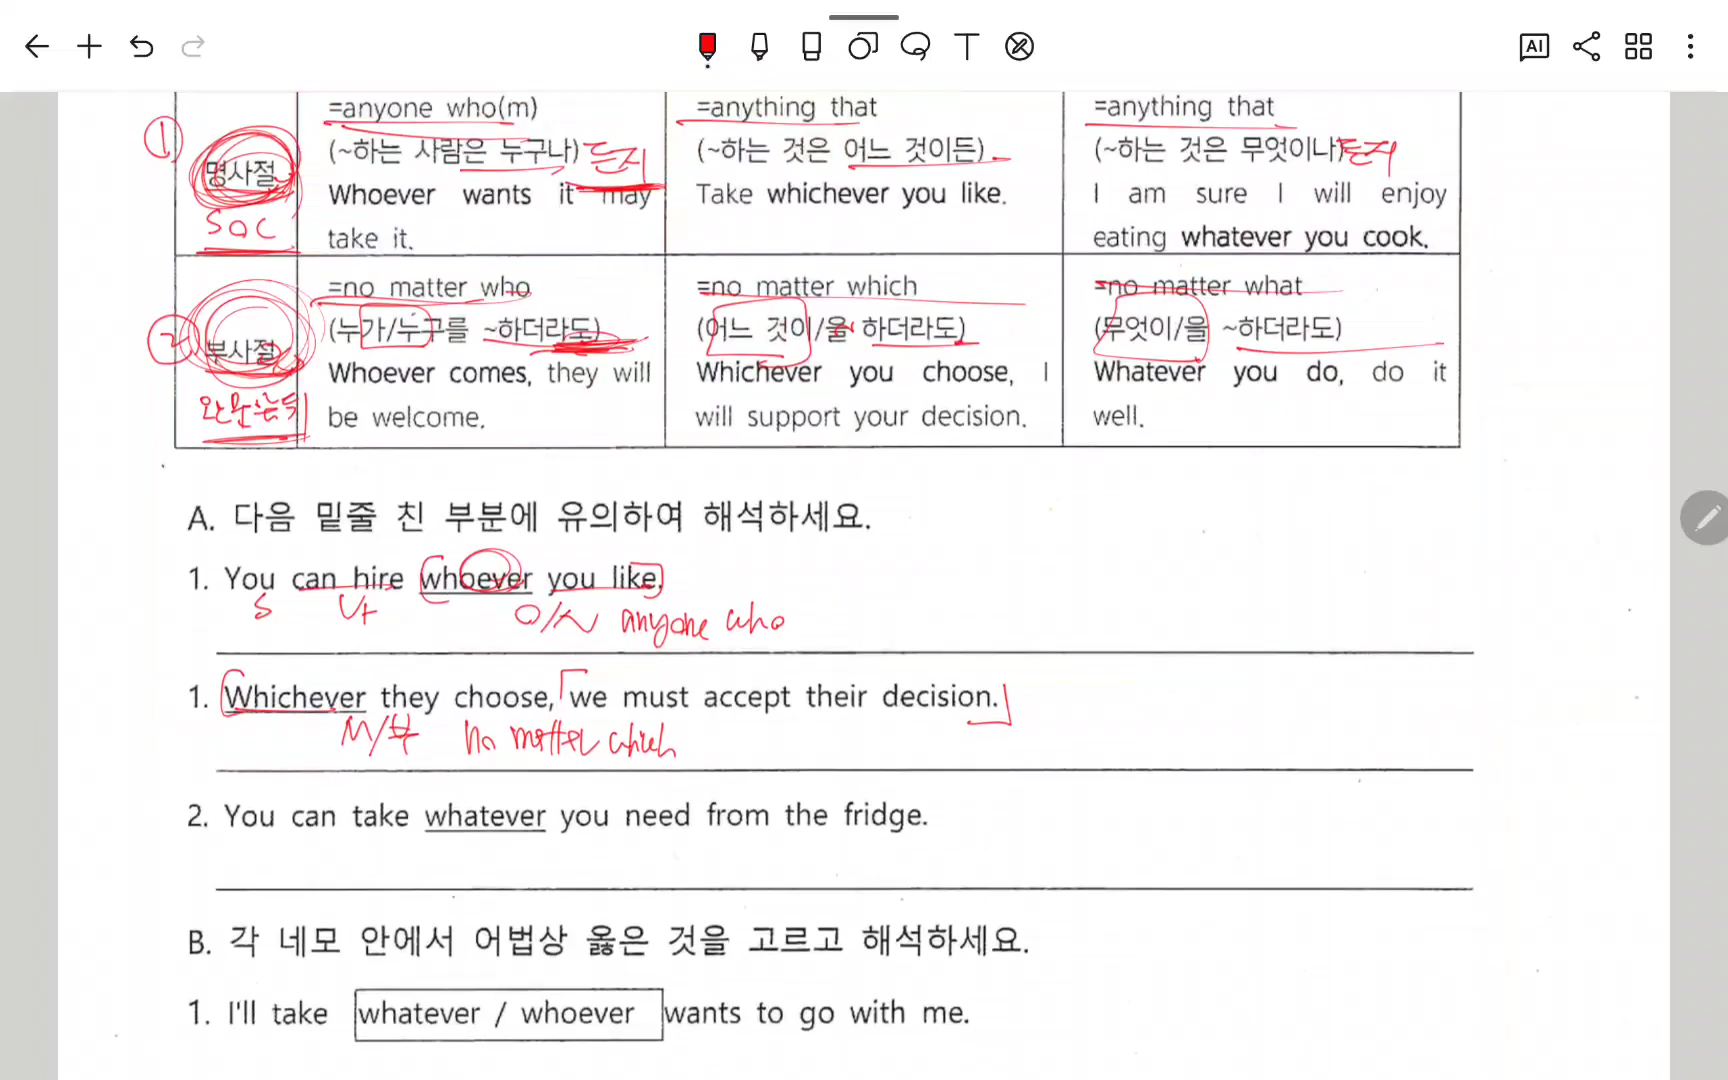 AI
T
=anyone who(m)
=anything that
=anything that
①
명사절
(~하는 사람은 누구나) 든지
(~하는 것은 어느 것이든)
(~하는 것은 무엇이나) 든지
Whoever wants it may
Take whichever you like.
I am sure I will enjoy
SOC
take it.
eating whatever you cook.
=no matter who
=no matter which
=no matter what
②
부사절
(누가/누구를 ~하더라도)
(어느 것이/을 하더라도)
(무엇이/을 ~하더라도)
Whoever comes, they will
Whichever you choose, I
Whatever you do, do it
be welcome.
will support your decision.
well.
A. 다음 밑줄 친 부분에 유의하여 해석하세요.
1. You can hire whoever you like.
S Vt O/N anyone who
1. Whichever they choose, we must accept their decision.
M/부 no matter which
2. You can take whatever you need from the fridge.
B. 각 네모 안에서 어법상 옳은 것을 고르고 해석하세요.
1. I'll take whatever / whoever wants to go with me.